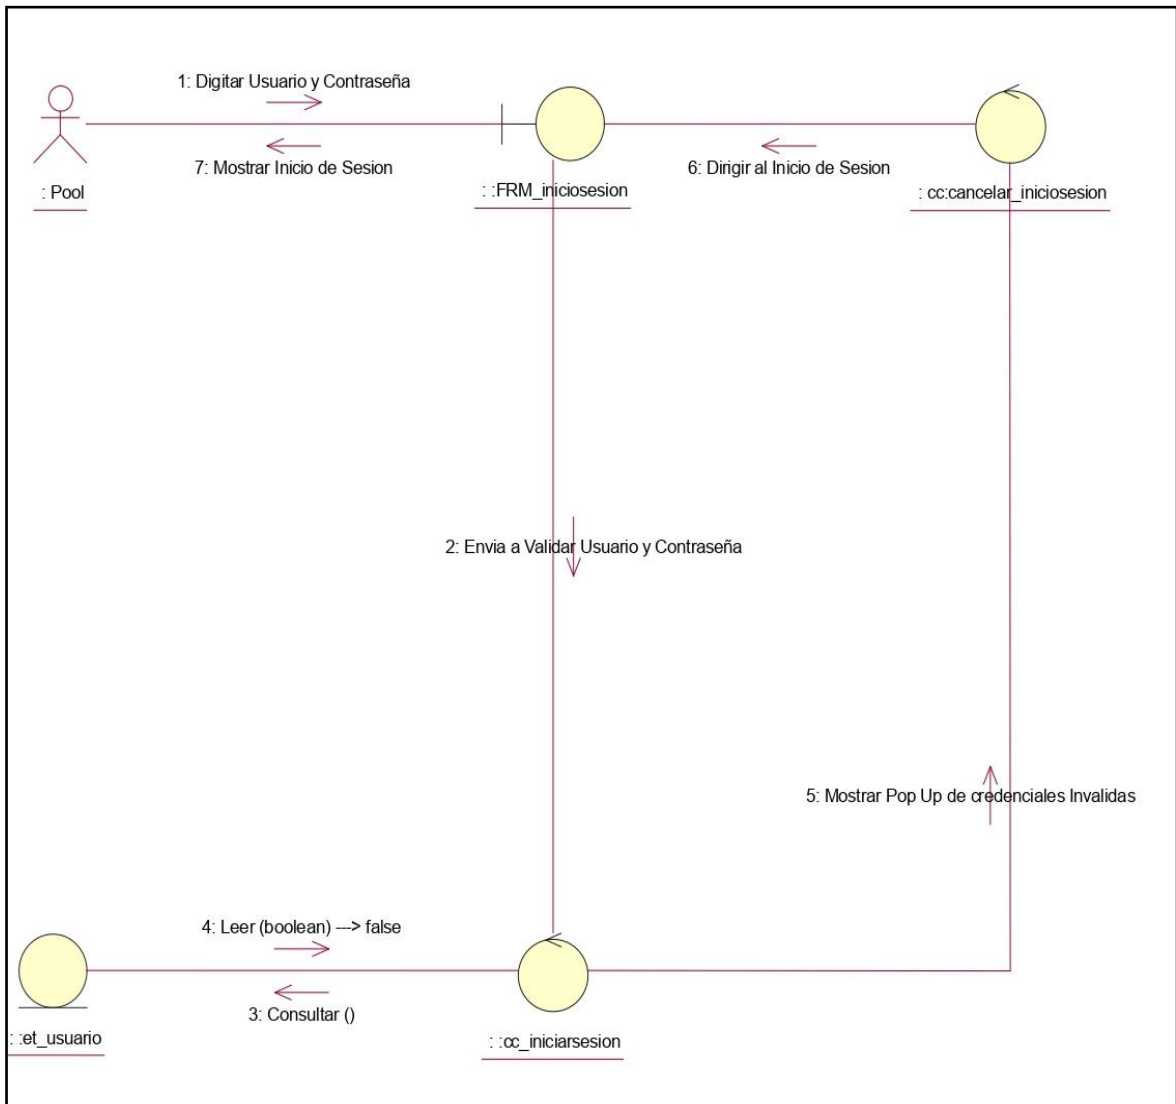 1: Digitar Usuario y Contraseña
7: Mostrar Inicio de Sesion
6: Dirigir al Inicio de Sesion
: Pool
: :FRM_iniciosesion
: cc:cancelar_iniciosesion
2: Envia a Validar Usuario y Contraseña
5: Mostrar Pop Up de credenciales Invalidas
4: Leer (boolean) ---> false
3: Consultar ()
: :et_usuario
: :cc_iniciarsesion